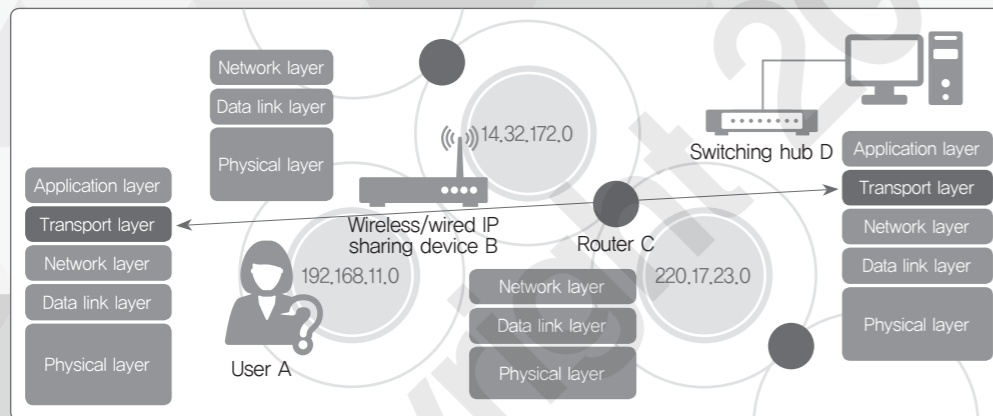 Network layer
Data link layer
Physical layer
14.32.172.0
Switching hub D
Application layer
Transport layer
Network layer
Data link layer
Physical layer
Application layer
Transport layer
Network layer
Data link layer
Physical layer
Wireless/wired IP
sharing device B
Router C
192.168.11.0
220.17.23.0
User A
Network layer
Data link layer
Physical layer